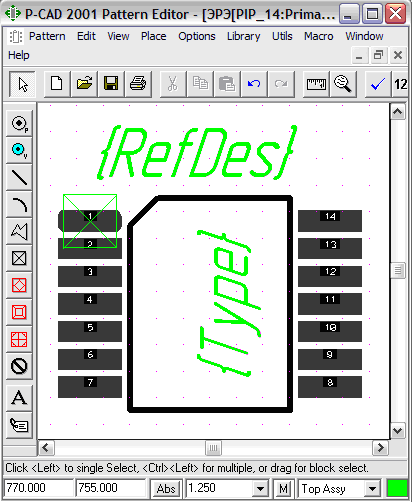 P-CAD 2001 Pattern Editor - [ЭРЭ[PIP_14:Prima...
Pattern Edit View Place Options Library Utils Macro Window
Help
12
{RefDes}
1 14
2 13
3 12
4 11
5 10
6 9
7 8
{Type}
A
Click <Left> to single Select, <Ctrl><Left> for multiple, or drag for block select.
770.000 755.000 Abs 1.250 M Top Assy